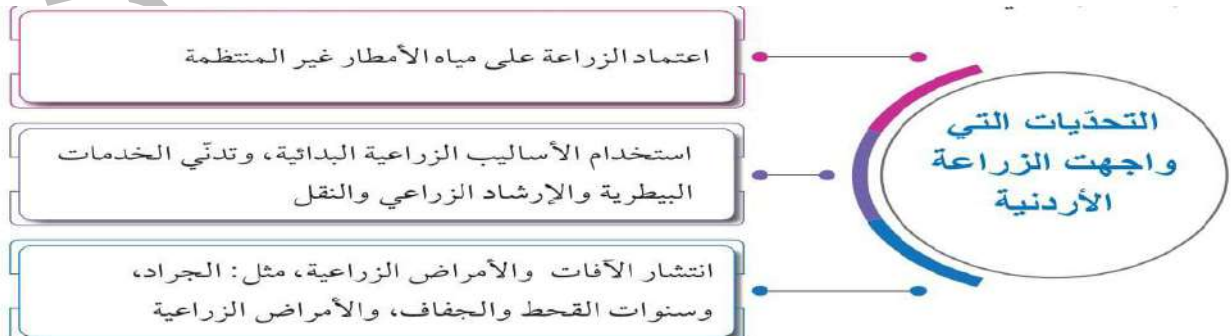 التحدّيات التي
واجهت الزراعة
الأردنية
اعتماد الزراعة على مياه الأمطار غير المنتظمة
استخدام الأساليب الزراعية البدائية، وتدنّي الخدمات
البيطرية والإرشاد الزراعي والنقل
انتشار الآفات والأمراض الزراعية، مثل: الجراد،
وسنوات القحط والجفاف، والأمراض الزراعية